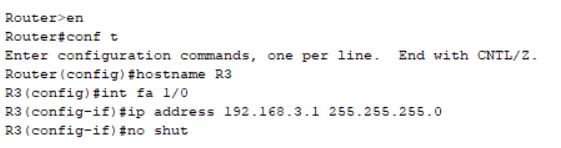 Router>en
Router#conf t
Enter configuration commands, one per line.  End with CNTL/Z.
Router(config)#hostname R3
R3(config)#int fa 1/0
R3(config-if)#ip address 192.168.3.1 255.255.255.0
R3(config-if)#no shut